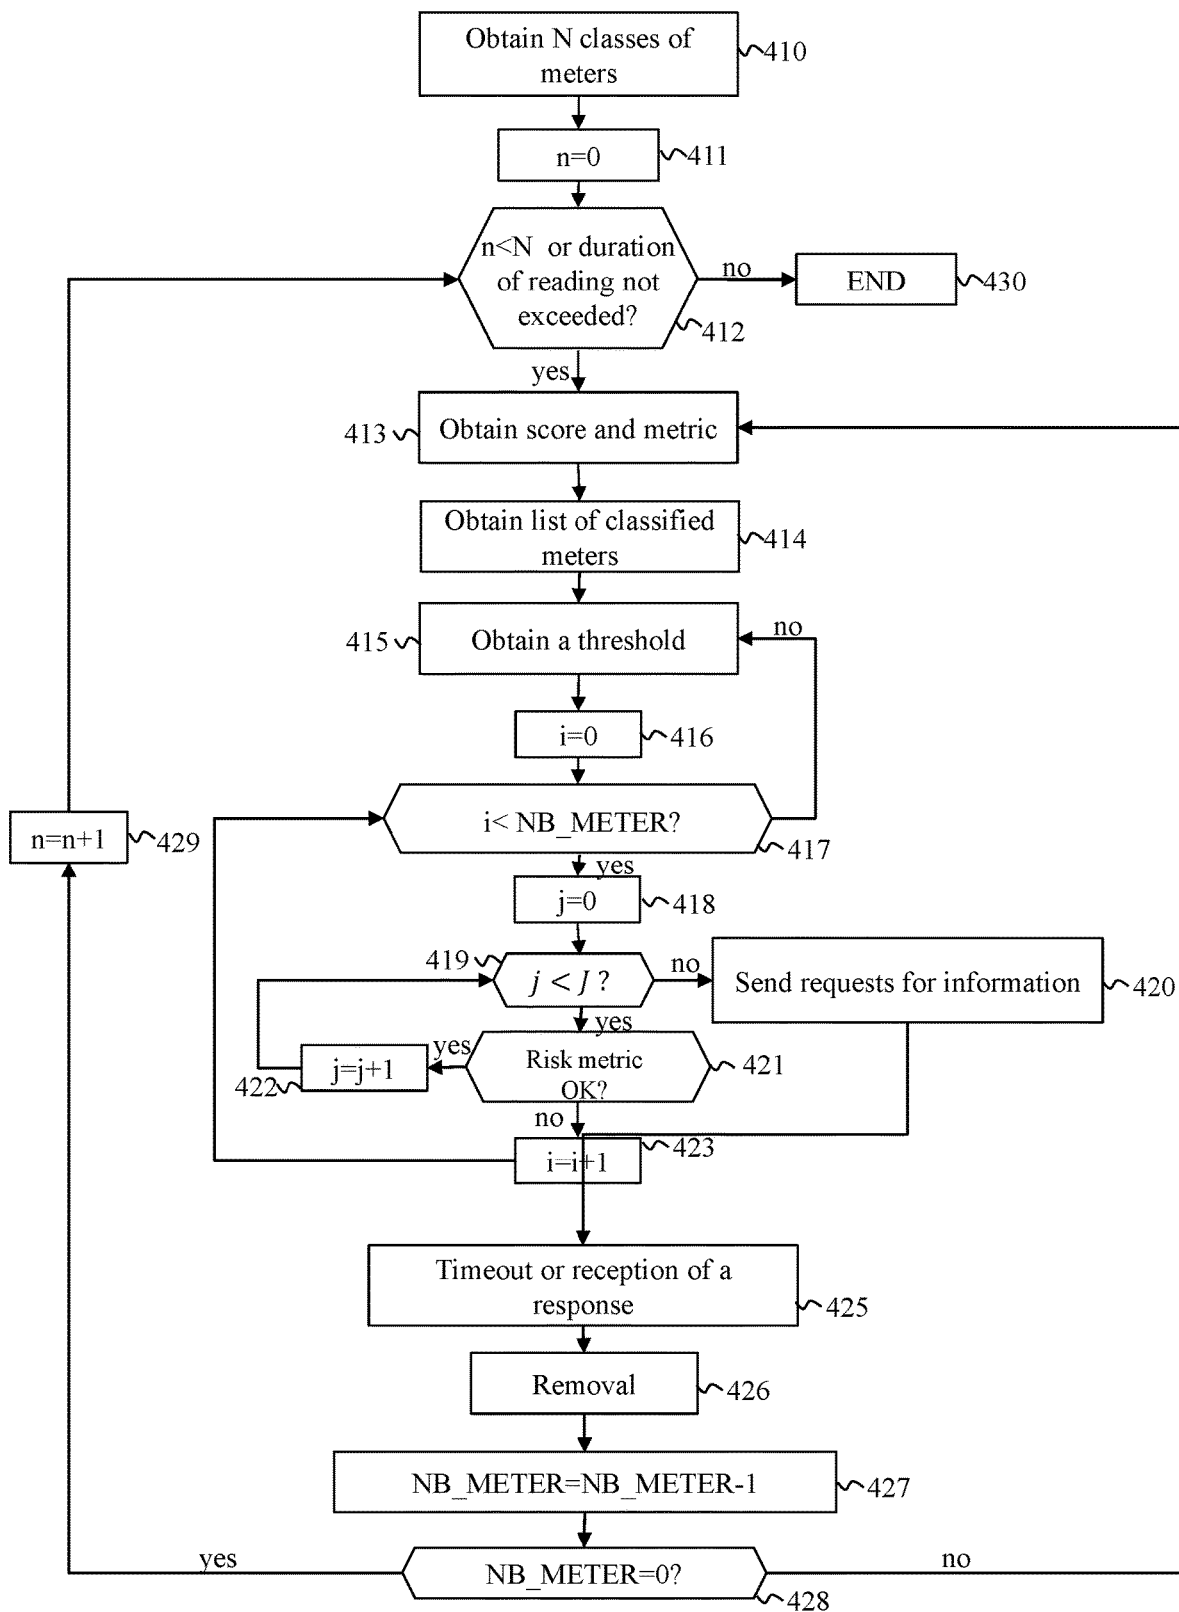 Obtain N classes of
meters
410
n=0
411
n<N or duration
of reading not
exceeded?
412
no
END
430
yes
413
Obtain score and metric
Obtain list of classified
meters
414
415
Obtain a threshold
no
i=0
416
i< NB_METER?
417
n=n+1
429
yes
j=0
418
419
j < J ?
no
Send requests for information
420
yes
Risk metric
OK?
421
yes
j=j+1
422
no
i=i+1
423
Timeout or reception of a
response
425
Removal
426
NB_METER=NB_METER-1
427
yes
NB_METER=0?
428
no